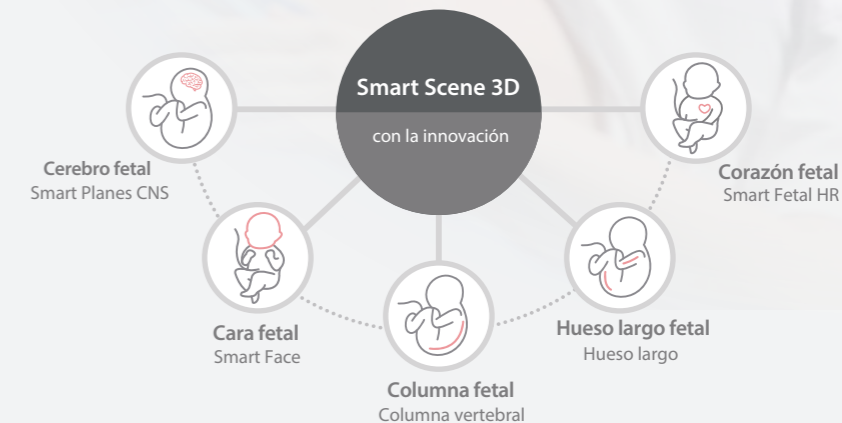 Smart Scene 3D
con la innovación
Cerebro fetal
Smart Planes CNS
Corazón fetal
Smart Fetal HR
Cara fetal
Smart Face
Hueso largo fetal
Hueso largo
Columna fetal
Columna vertebral